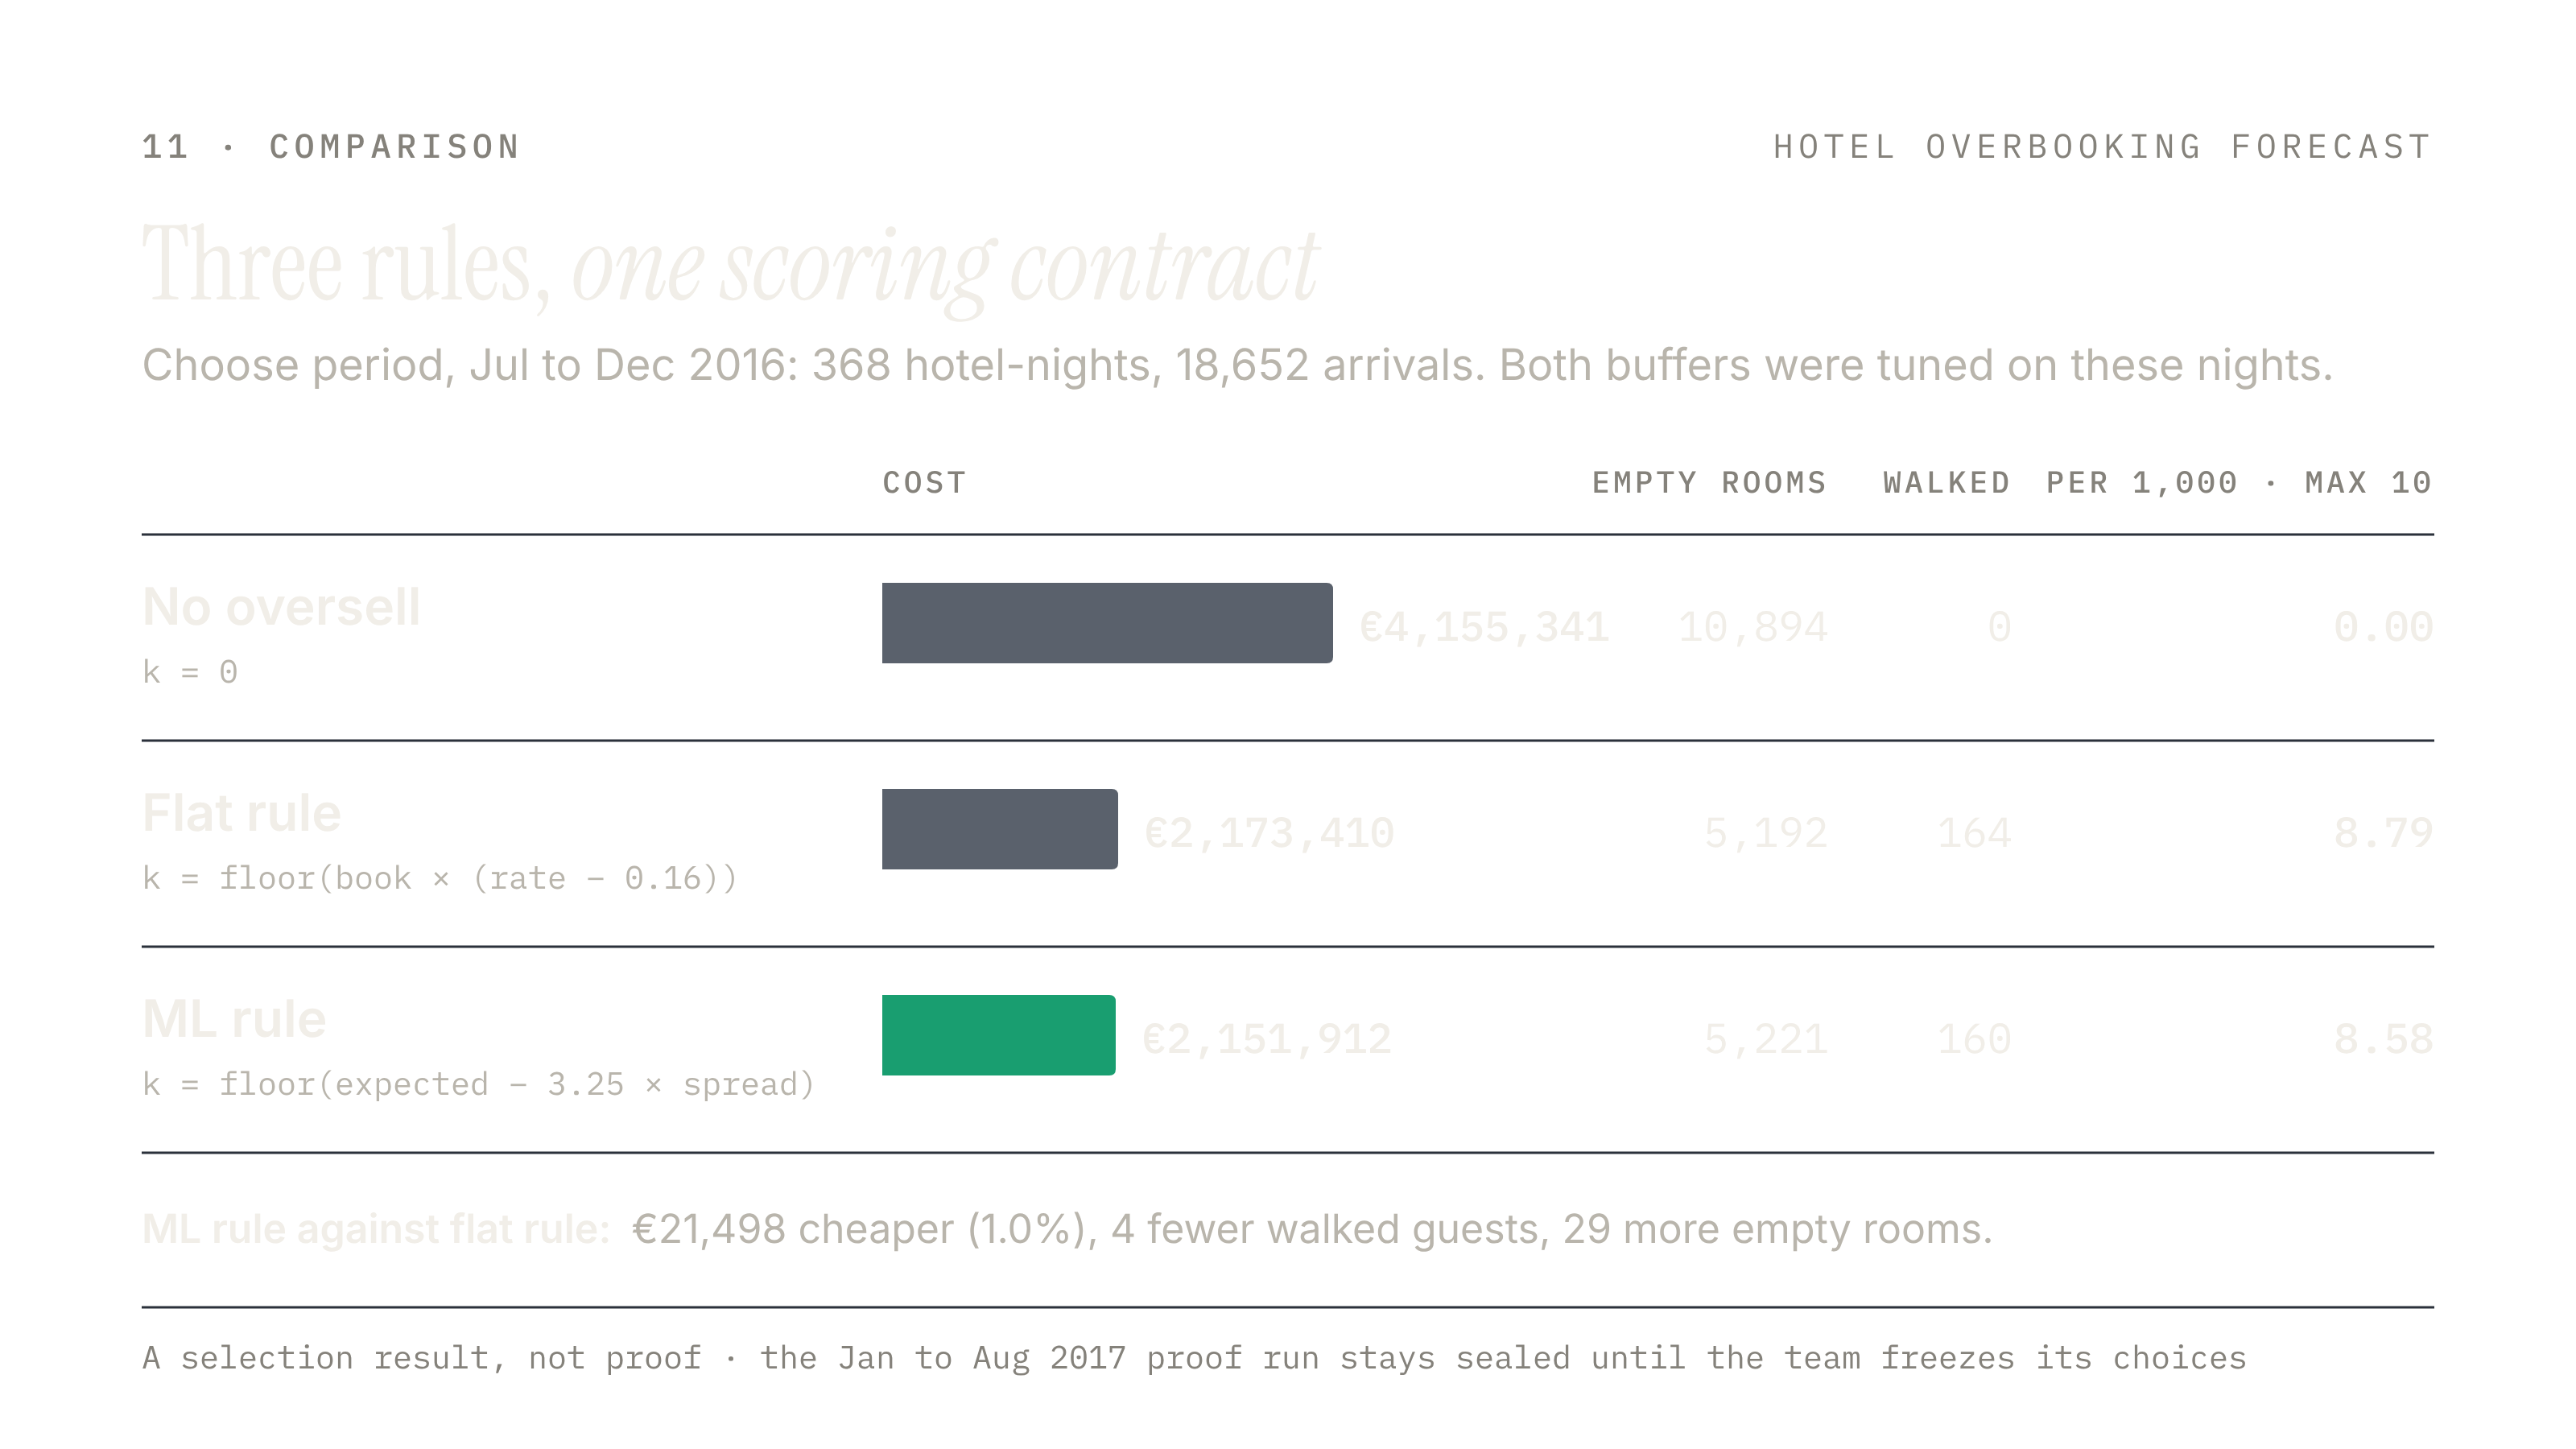 11 · COMPARISON
HOTEL OVERBOOKING FORECAST
Three rules, one scoring contract
Choose period, Jul to Dec 2016: 368 hotel-nights, 18,652 arrivals. Both buffers were tuned on these nights.
COST EMPTY ROOMS WALKED PER 1,000 · MAX 10
No oversell
€4,155,341 10,894 0 0.00
k = 0
Flat rule
€2,173,410 5,192 164 8.79
k = floor(book × (rate − 0.16))
ML rule
€2,151,912 5,221 160 8.58
k = floor(expected − 3.25 × spread)
ML rule against flat rule: €21,498 cheaper (1.0%), 4 fewer walked guests, 29 more empty rooms.
A selection result, not proof · the Jan to Aug 2017 proof run stays sealed until the team freezes its choices